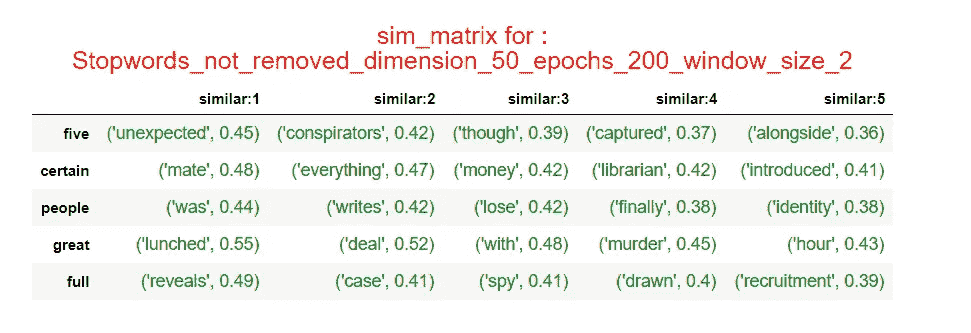 sim_matrix for :
Stopwords_not_removed_dimension_50_epochs_200_window_size_2
similar:1 similar:2 similar:3 similar:4 similar:5
five ('unexpected', 0.45) ('conspirators', 0.42) ('though', 0.39) ('captured', 0.37) ('alongside', 0.36)
certain ('mate', 0.48) ('everything', 0.47) ('money', 0.42) ('librarian', 0.42) ('introduced', 0.41)
people ('was', 0.44) ('writes', 0.42) ('lose', 0.42) ('finally', 0.38) ('identity', 0.38)
great ('lunched', 0.55) ('deal', 0.52) ('with', 0.48) ('murder', 0.45) ('hour', 0.43)
full ('reveals', 0.49) ('case', 0.41) ('spy', 0.41) ('drawn', 0.4) ('recruitment', 0.39)